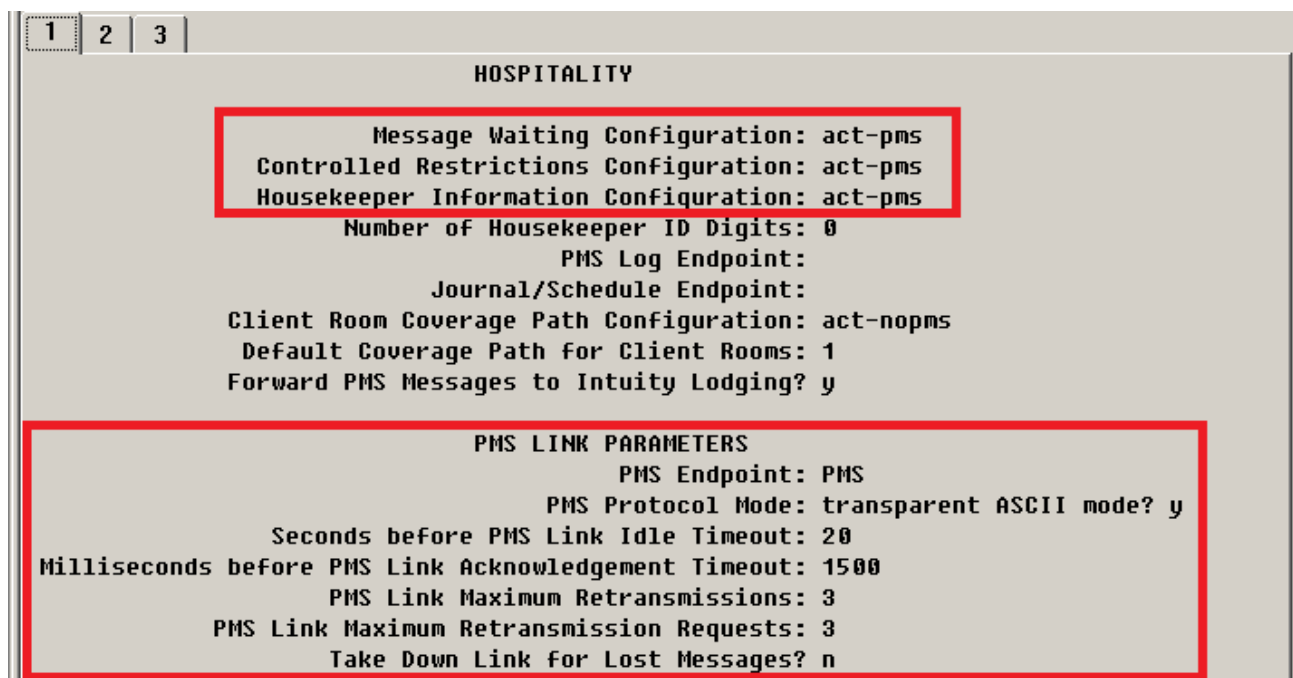 1 2 3
HOSPITALITY
Message Waiting Configuration: act-pms
Controlled Restrictions Configuration: act-pms
Housekeeper Information Configuration: act-pms
Number of Housekeeper ID Digits: 0
PMS Log Endpoint:
Journal/Schedule Endpoint:
Client Room Coverage Path Configuration: act-nopms
Default Coverage Path for Client Rooms: 1
Forward PMS Messages to Intuity Lodging? y
PMS LINK PARAMETERS
PMS Endpoint: PMS
PMS Protocol Mode: transparent ASCII mode? y
Seconds before PMS Link Idle Timeout: 20
Milliseconds before PMS Link Acknowledgement Timeout: 1500
PMS Link Maximum Retransmissions: 3
PMS Link Maximum Retransmission Requests: 3
Take Down Link for Lost Messages? n